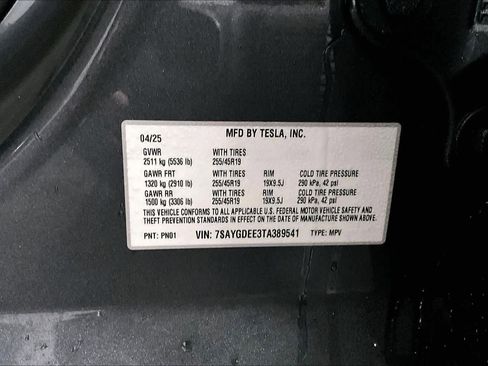 04/25 MFD BY TESLA, INC.
GVWR WITH TIRES
2511 kg (5536 lb) 255/45R19
GAWR FRT WITH TIRES RIM COLD TIRE PRESSURE
1320 kg (2910 lb) 255/45R19 19X9.5J 290 kPa, 42 psi
GAWR RR WITH TIRES RIM COLD TIRE PRESSURE
1500 kg (3306 lb) 255/45R19 19X9.5J 290 kPa, 42 psi
THIS VEHICLE CONFORMS TO ALL APPLICABLE U.S. FEDERAL MOTOR VEHICLE SAFETY AND
THEFT PREVENTION STANDARDS IN EFFECT ON THE DATE OF MANUFACTURE SHOWN ABOVE.
PNT: PN01 VIN: 7SAYGDEE3TA389541 TYPE: MPV